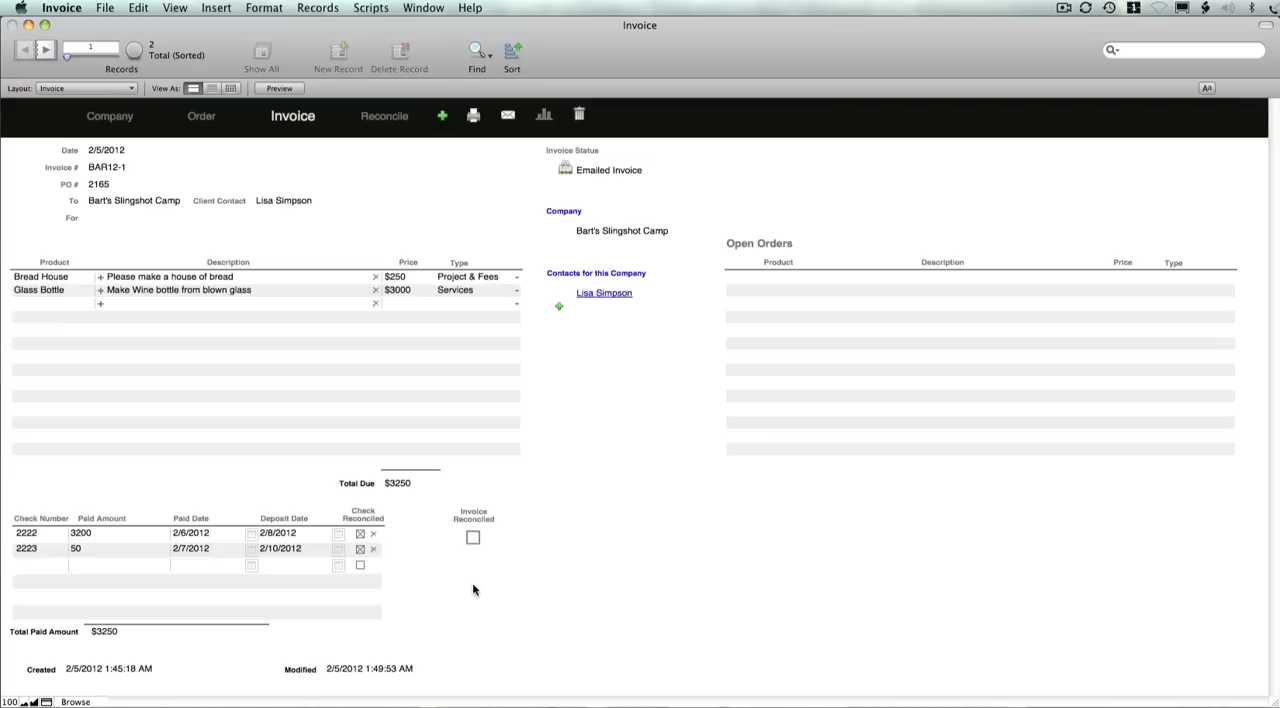 Invoice File Edit View Insert Format Records Scripts Window Help
Invoice
1
2
Total (Sorted)
Records
Show All
New Record
Delete Record
Find
Sort
Layout: Invoice
View As:
Preview
Aa
Company Order Invoice Reconcile
Date 2/5/2012
Invoice # BAR12-1
PO # 2165
To Bart's Slingshot Camp Client Contact Lisa Simpson
For
Invoice Status
Emailed Invoice
Company
Bart's Slingshot Camp
Contacts for this Company
Lisa Simpson
Open Orders
Product Description Price Type
Product Description Price Type
Bread House + Please make a house of bread × $250 Project & Fees -
Glass Bottle + Make Wine bottle from blown glass × $3000 Services -
+ × -
Total Due $3250
Check Number Paid Amount Paid Date Deposit Date Check Reconciled
Invoice Reconciled
2222 3200 2/6/2012 2/8/2012 ×
2223 50 2/7/2012 2/10/2012 ×
Total Paid Amount $3250
Created 2/5/2012 1:45:18 AM Modified 2/5/2012 1:49:53 AM
100 Browse